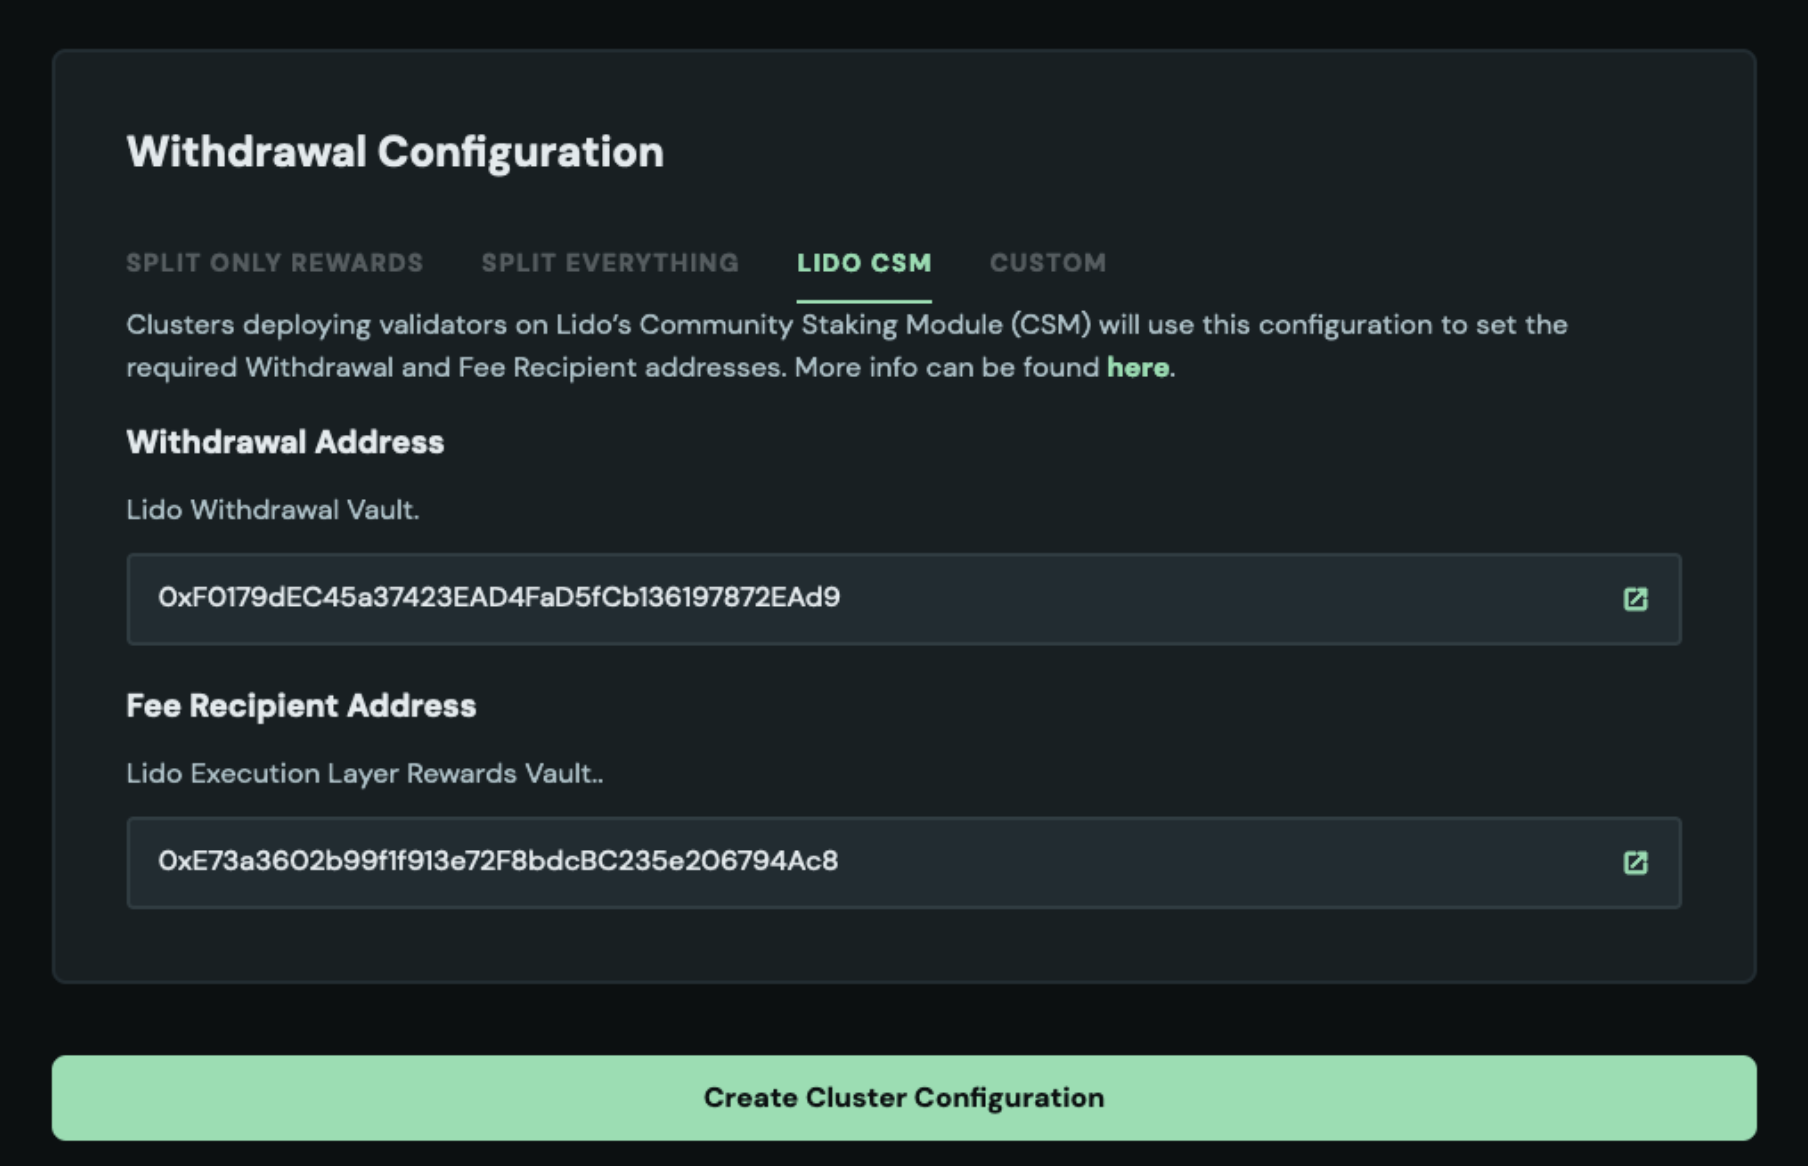 Withdrawal Configuration
SPLIT ONLY REWARDS SPLIT EVERYTHING LIDO CSM CUSTOM
Clusters deploying validators on Lido’s Community Staking Module (CSM) will use this configuration to set the
required Withdrawal and Fee Recipient addresses. More info can be found here.
Withdrawal Address
Lido Withdrawal Vault.
0xF0179dEC45a37423EAD4FaD5fCb136197872EAd9
Fee Recipient Address
Lido Execution Layer Rewards Vault..
0xE73a3602b99f1f913e72F8bdcBC235e206794Ac8
Create Cluster Configuration